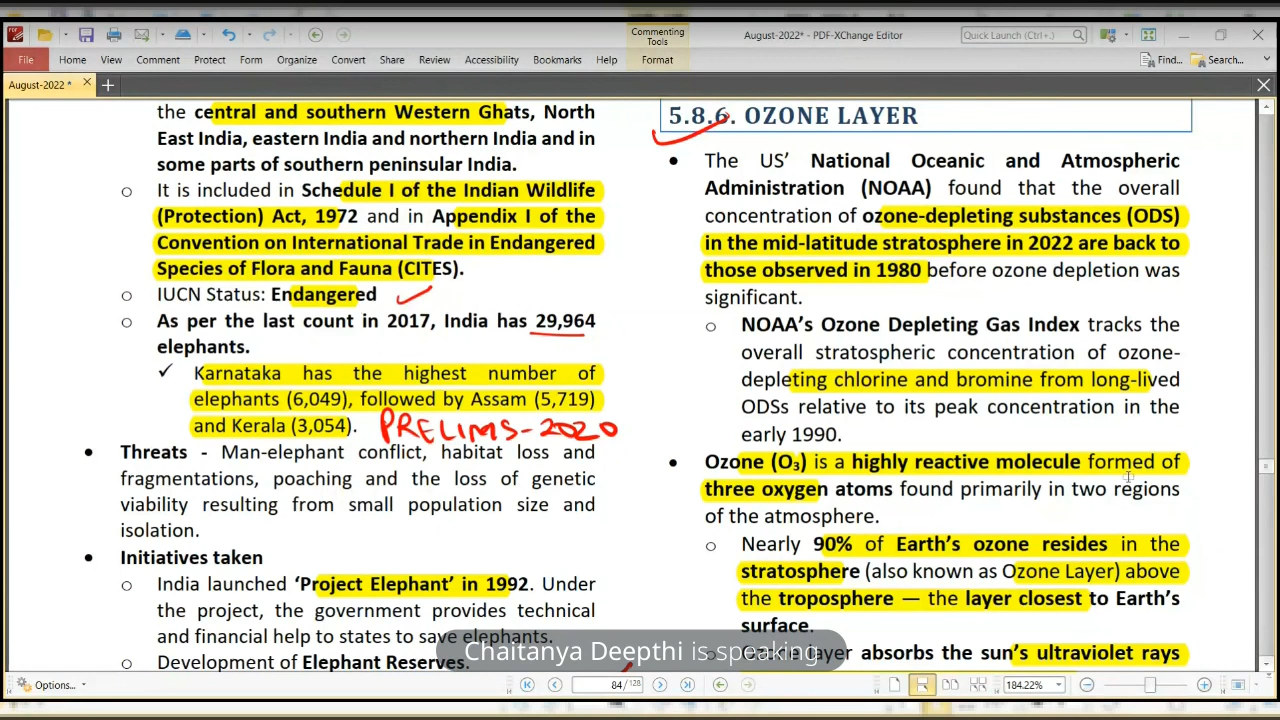 Commenting
Tools
August-2022* - PDF-XChange Editor
Quick Launch (Ctrl+.)
File
Home
View
Comment
Protect
Form
Organize
Convert
Share
Review
Accessibility
Bookmarks
Help
Format
Find...
Search...
August-2022 *
the central and southern Western Ghats, North
East India, eastern India and northern India and in
some parts of southern peninsular India.
o It is included in Schedule I of the Indian Wildlife
(Protection) Act, 1972 and in Appendix I of the
Convention on International Trade in Endangered
Species of Flora and Fauna (CITES).
o IUCN Status: Endangered
o As per the last count in 2017, India has 29,964
elephants.
✓ Karnataka has the highest number of
elephants (6,049), followed by Assam (5,719)
and Kerala (3,054). PRELIMS-2020
• Threats - Man-elephant conflict, habitat loss and
fragmentations, poaching and the loss of genetic
viability resulting from small population size and
isolation.
• Initiatives taken
o India launched ‘Project Elephant’ in 1992. Under
the project, the government provides technical
and financial help to states to save elephants.
o Development of Elephant Reserves.
5.8.6. OZONE LAYER
• The US’ National Oceanic and Atmospheric
Administration (NOAA) found that the overall
concentration of ozone-depleting substances (ODS)
in the mid-latitude stratosphere in 2022 are back to
those observed in 1980 before ozone depletion was
significant.
o NOAA’s Ozone Depleting Gas Index tracks the
overall stratospheric concentration of ozone-
depleting chlorine and bromine from long-lived
ODSs relative to its peak concentration in the
early 1990.
• Ozone (O₃) is a highly reactive molecule formed of
three oxygen atoms found primarily in two regions
of the atmosphere.
o Nearly 90% of Earth’s ozone resides in the
stratosphere (also known as Ozone Layer) above
the troposphere — the layer closest to Earth’s
surface.
layer absorbs the sun’s ultraviolet rays
Chaitanya Deepthi is speaking
Options...
84 / 128
184.22%